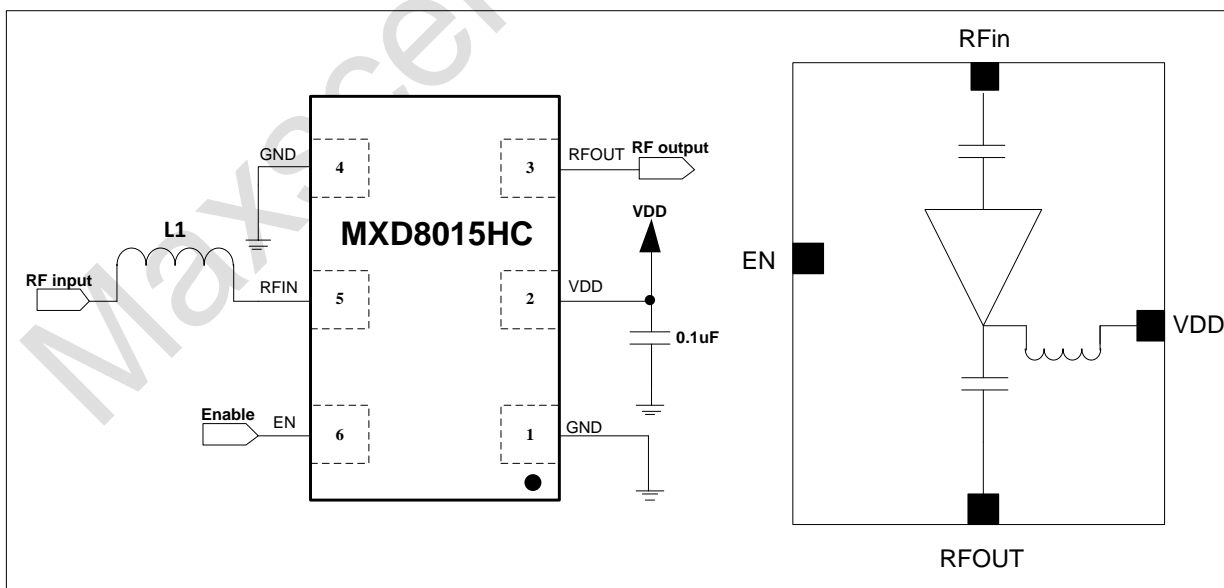 Maxscen
GND
4
3
RFOUT
RF output
MXD8015HC
VDD
L1
RF input
RFIN
5
2
VDD
0.1uF
Enable
EN
6
1
GND
RFin
EN
VDD
RFOUT